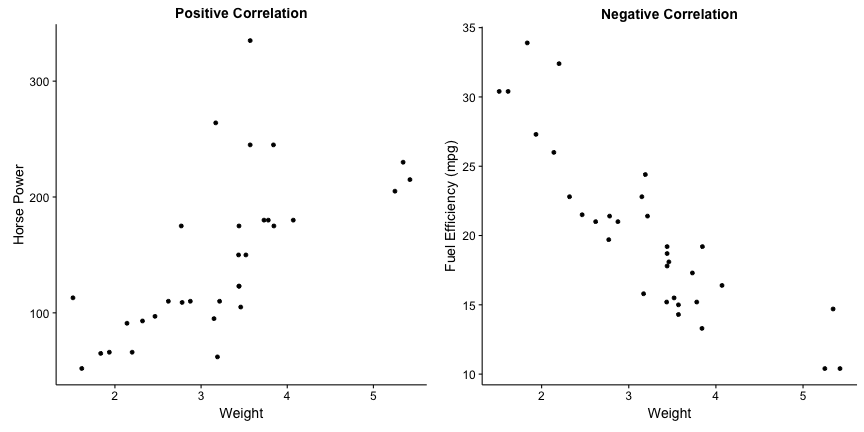 Positive Correlation
Horse Power
300
200
100
2 3 4 5
Weight
Negative Correlation
Fuel Efficiency (mpg)
35
30
25
20
15
10
2 3 4 5
Weight